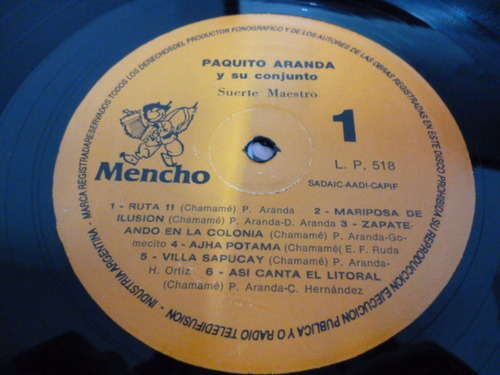 PAQUITO ARANDA
y su conjunto
Suerte Maestro
1
Mencho
L. P. 518
SADAIC-AADI-CAPIF
1 - RUTA 11 (Chamamé) P. Aranda 2 - MARIPOSA DE
ILUSION (Chamamé) P. Aranda-D. Aranda 3 - ZAPATE-
ANDO EN LA COLONIA (Chamamé) P. Aranda-Go-
mecito 4 - AJHA POTAMA (Chamamé) E. F. Ruda
5 - VILLA SAPUCAY (Chamamé) P. Aranda-
H. Ortiz 6 - ASI CANTA EL LITORAL
(Chamamé) P. Aranda-C. Hernández
INDUSTRIA ARGENTINA - MARCA REGISTRADA RESERVADOS TODOS LOS DERECHOS DEL PRODUCTOR FONOGRAFICO Y DE LOS AUTORES DE LAS OBRAS REGISTRADAS EN ESTE DISCO PROHIBIDA SU REPRODUCCION EJECUCION PUBLICA Y O RADIO TELEDIFUSION -